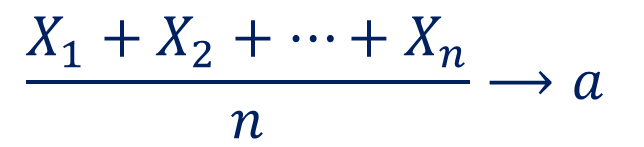 X₁ + X₂ + ⋯ + Xₙ
n
⟶ a